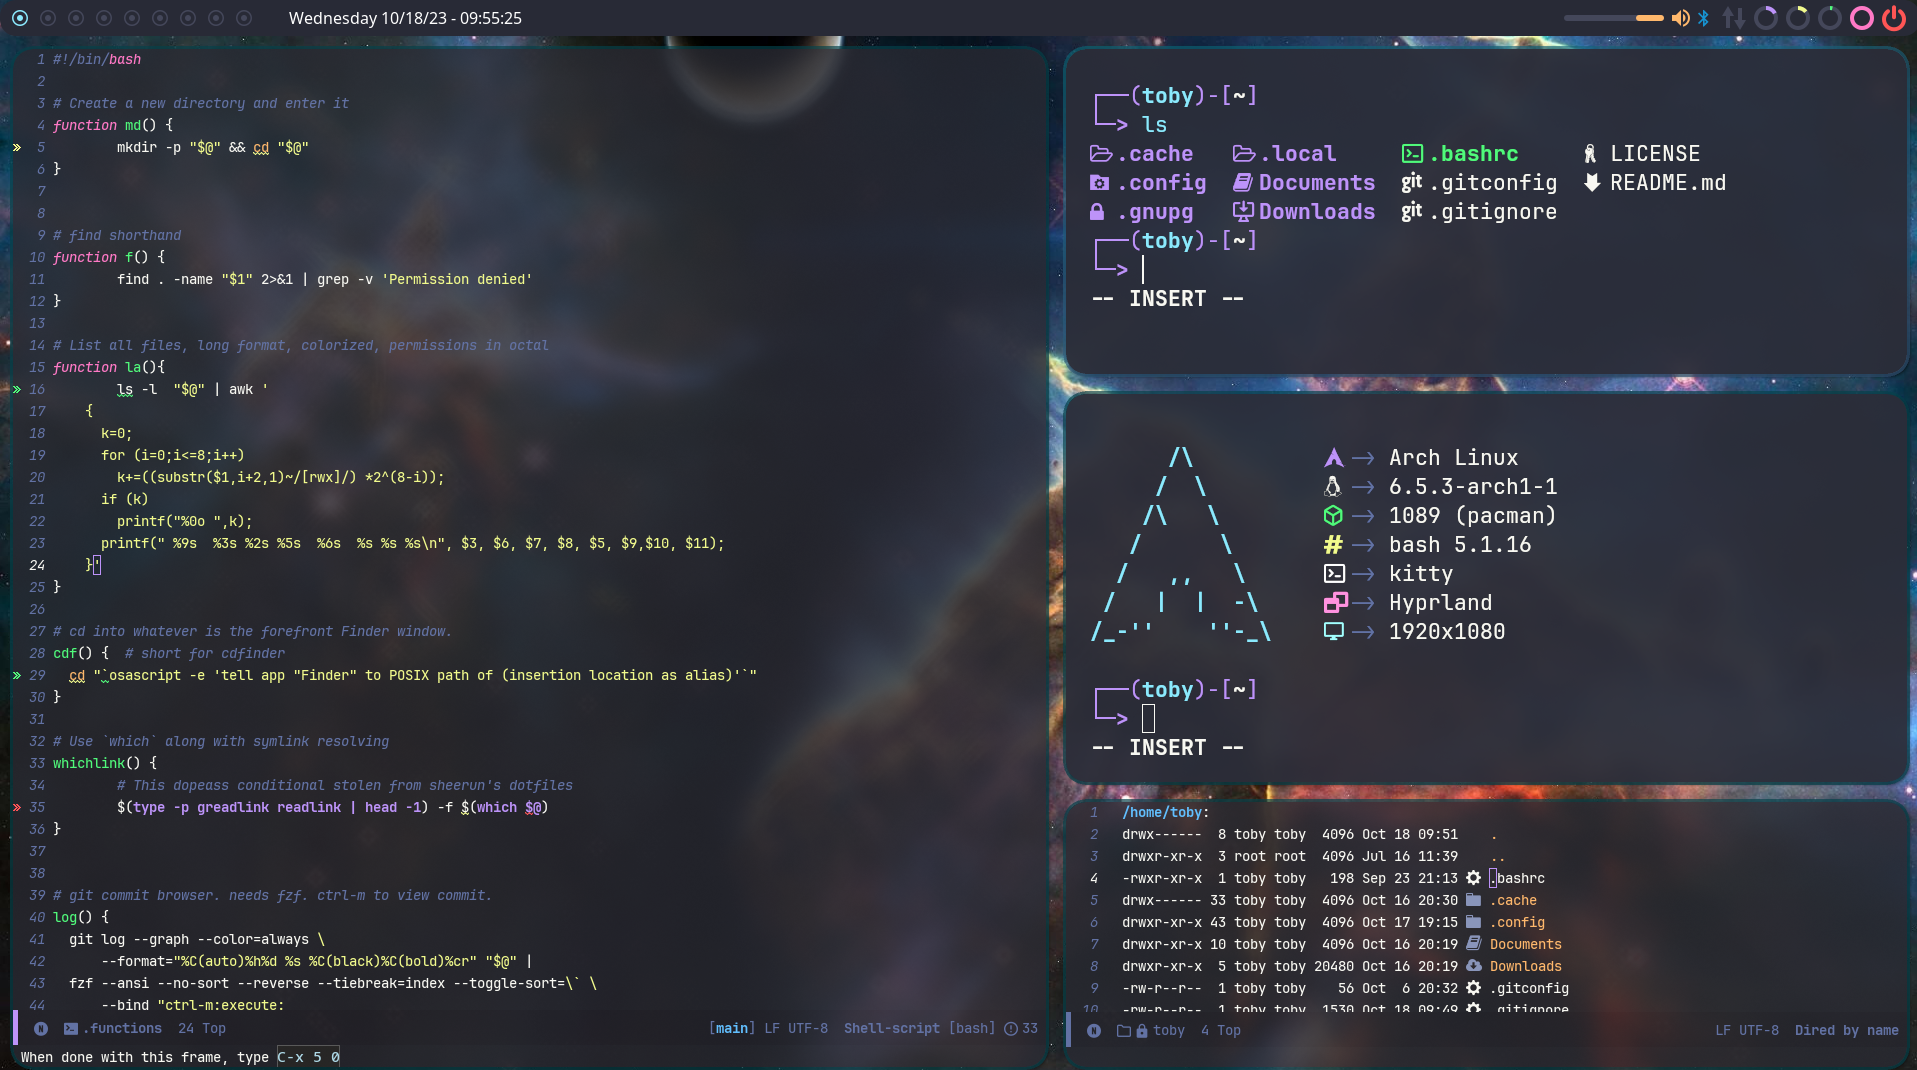 Wednesday 10/18/23 - 09:55:25
1 #!/bin/bash
2
3 # Create a new directory and enter it
4 function md() {
5         mkdir -p "$@" && cd "$@"
6 }
7
8
9 # find shorthand
10 function f() {
11         find . -name "$1" 2>&1 | grep -v 'Permission denied'
12 }
13
14 # List all files, long format, colorized, permissions in octal
15 function la(){
16         ls -l  "$@" | awk '
17     {
18       k=0;
19       for (i=0;i<=8;i++)
20         k+=((substr($1,i+2,1)~/[rwx]/) *2^(8-i));
21       if (k)
22         printf("%0o ",k);
23       printf(" %9s  %3s %2s %5s  %6s  %s %s %s\n", $3, $6, $7, $8, $5, $9,$10, $11);
24     }'
25 }
26
27 # cd into whatever is the forefront Finder window.
28 cdf() {  # short for cdfinder
29   cd "`osascript -e 'tell app "Finder" to POSIX path of (insertion location as alias)'`"
30 }
31
32 # Use `which` along with symlink resolving
33 whichlink() {
34         # This dopeass conditional stolen from sheerun's dotfiles
35         $(type -p greadlink readlink | head -1) -f $(which $@)
36 }
37
38
39 # git commit browser. needs fzf. ctrl-m to view commit.
40 log() {
41   git log --graph --color=always \
42       --format="%C(auto)%h%d %s %C(black)%C(bold)%cr" "$@" |
43   fzf --ansi --no-sort --reverse --tiebreak=index --toggle-sort=\` \
44       --bind "ctrl-m:execute:
N .functions 24 Top [main] LF UTF-8 Shell-script [bash] 33
When done with this frame, type C-x 5 0
(toby)-[~]
> ls
.cache .local .bashrc LICENSE
.config Documents git .gitconfig README.md
.gnupg Downloads git .gitignore
(toby)-[~]
>
-- INSERT --
Arch Linux
6.5.3-arch1-1
1089 (pacman)
# bash 5.1.16
kitty
Hyprland
1920x1080
(toby)-[~]
>
-- INSERT --
1 /home/toby:
2 drwx------  8 toby toby  4096 Oct 18 09:51 .
3 drwxr-xr-x  3 root root  4096 Jul 16 11:39 ..
4 -rwxr-xr-x  1 toby toby   198 Sep 23 21:13 .bashrc
5 drwx------ 33 toby toby  4096 Oct 16 20:30 .cache
6 drwxr-xr-x 43 toby toby  4096 Oct 17 19:15 .config
7 drwxr-xr-x 10 toby toby  4096 Oct 16 20:19 Documents
8 drwxr-xr-x  5 toby toby 20480 Oct 16 20:19 Downloads
9 -rw-r--r--  1 toby toby    56 Oct  6 20:32 .gitconfig
10 -rw-r--r--  1 toby toby  1530 Oct 18 09:49 .gitignore
N toby 4 Top LF UTF-8 Dired by name